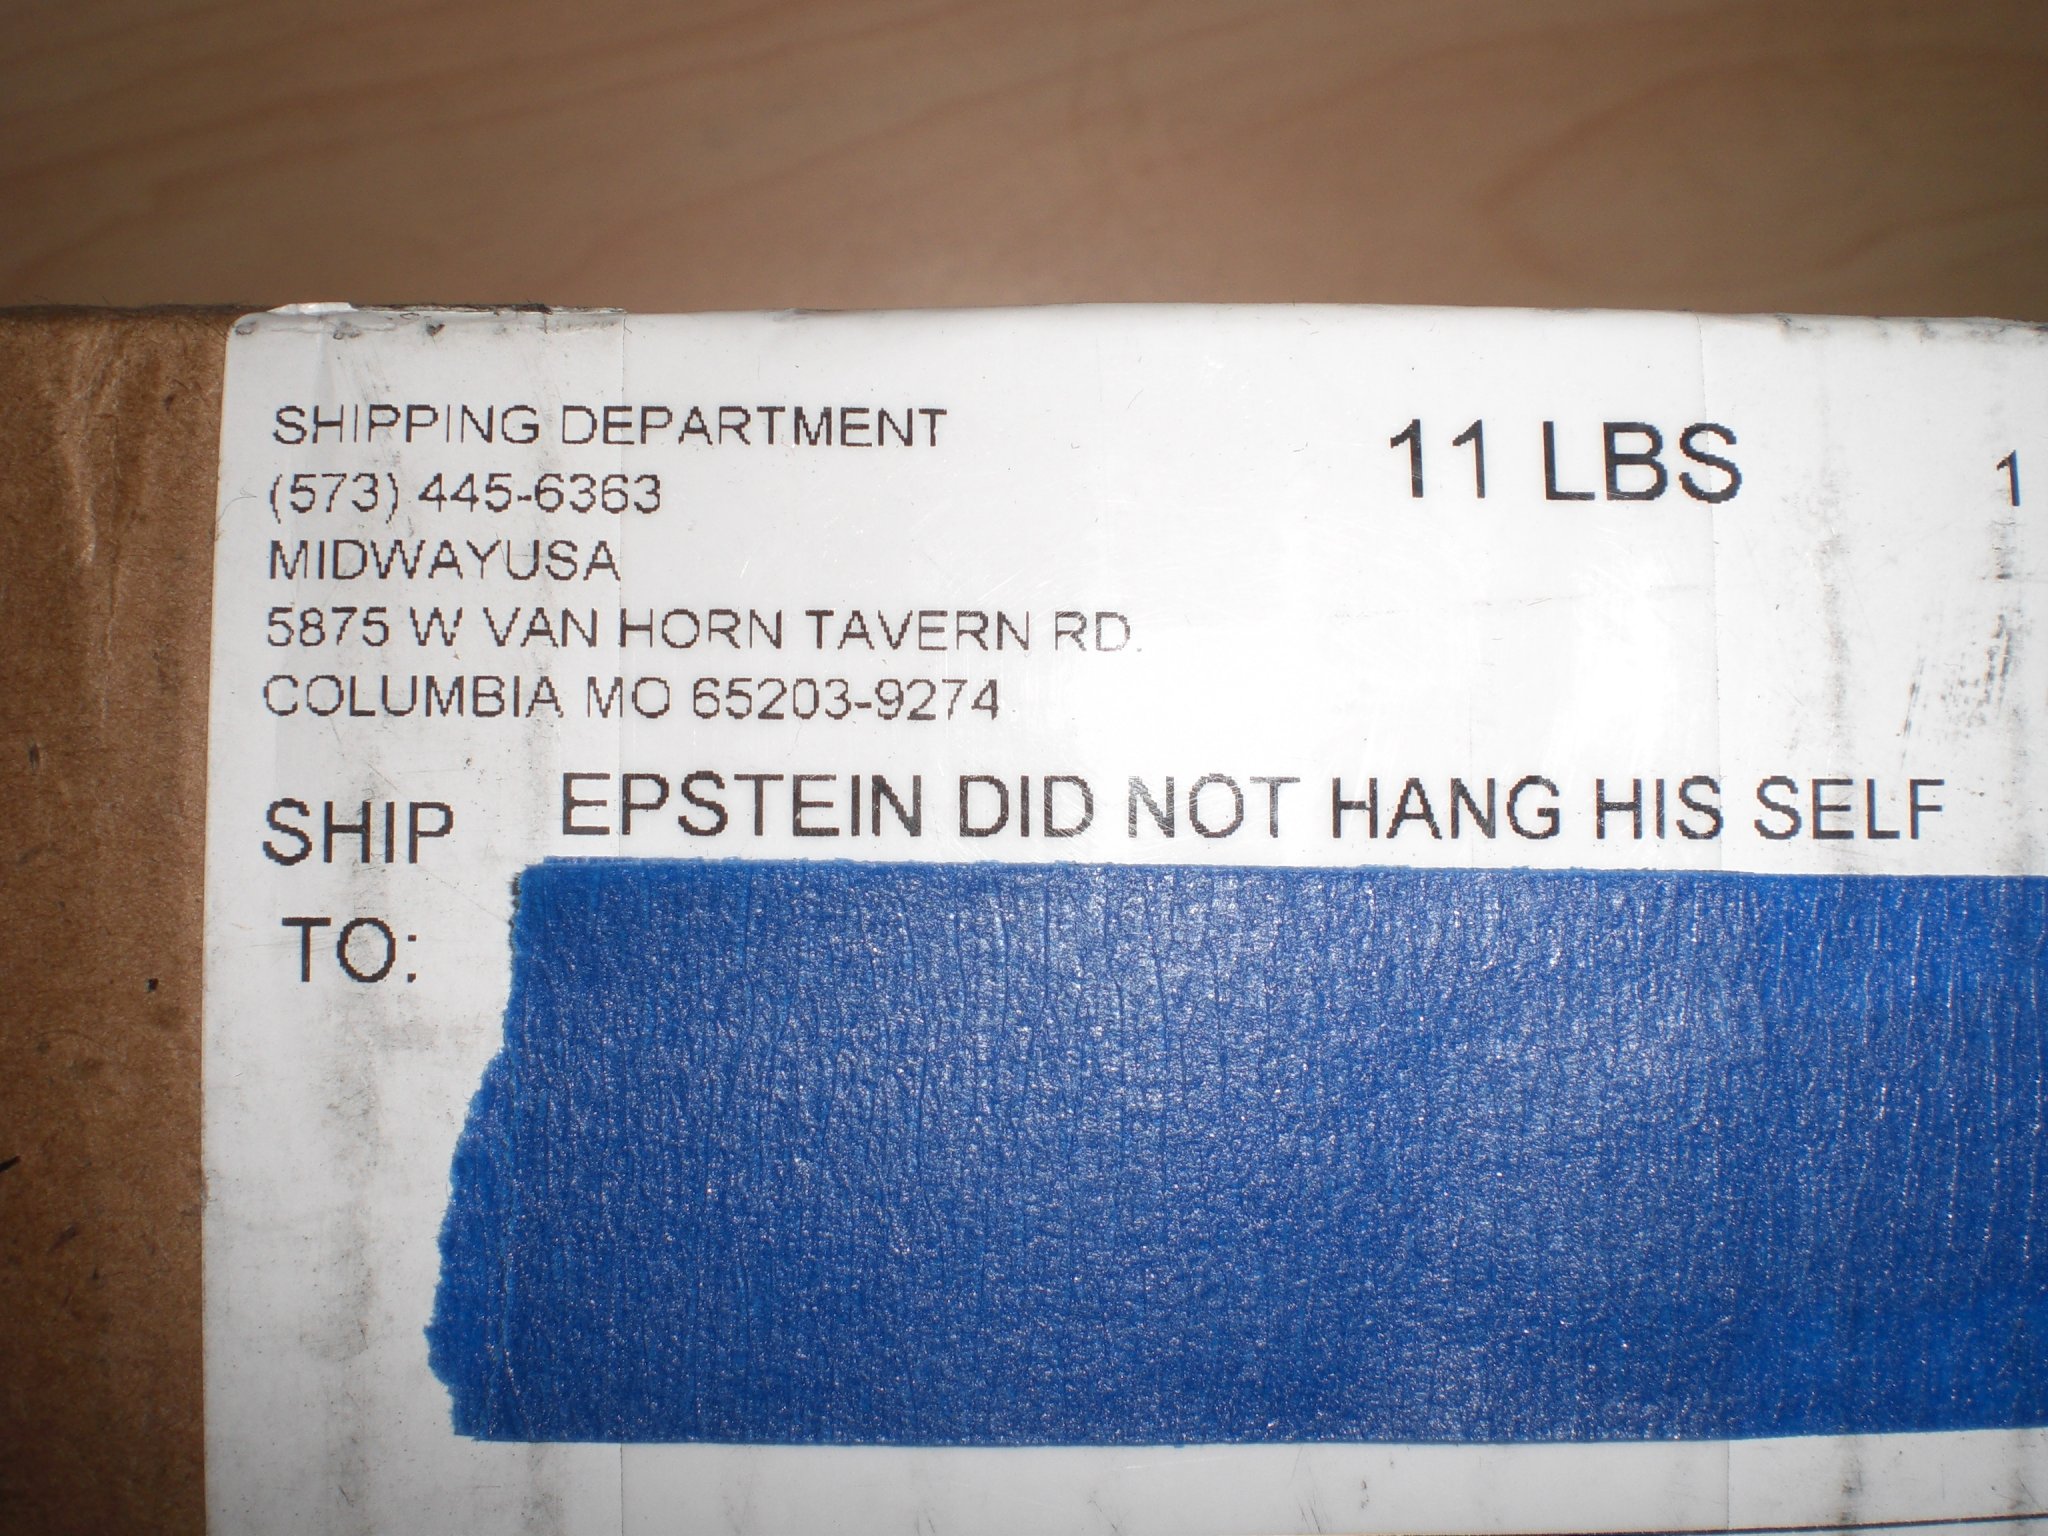 SHIPPING DEPARTMENT
(573) 445-6363
MIDWAYUSA
5875 W VAN HORN TAVERN RD.
COLUMBIA MO 65203-9274
11 LBS 1
SHIP TO: EPSTEIN DID NOT HANG HIS SELF